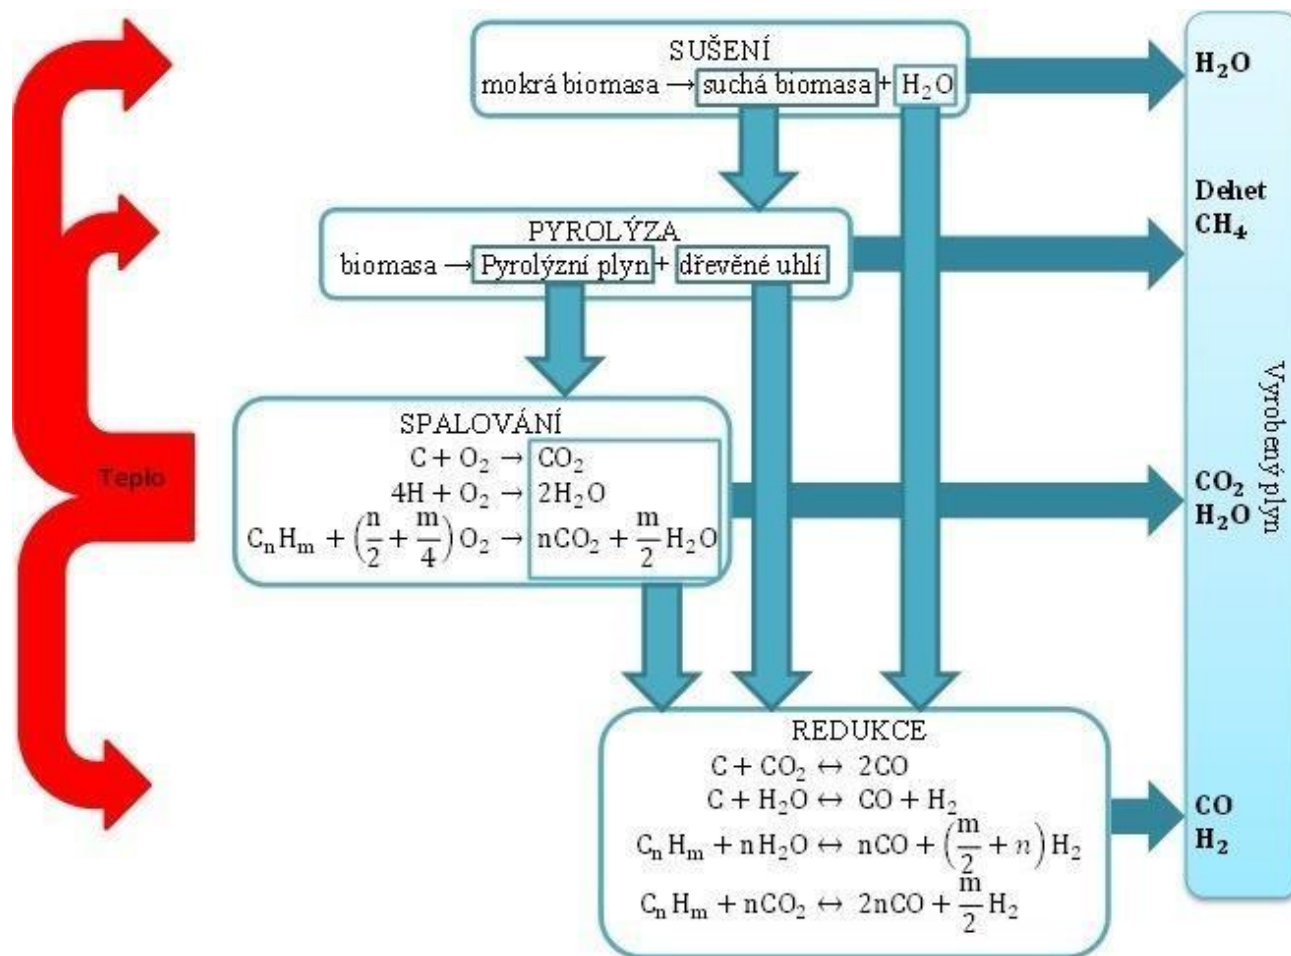 SUŠENÍ
mokrá biomasa → suchá biomasa + H₂O
PYROLÝZA
biomasa → Pyrolýzní plyn + dřevěné uhlí
SPALOVÁNÍ
C + O₂ → CO₂
4H + O₂ → 2H₂O
CₙHₘ + (n/2 + m/4) O₂ → nCO₂ + m/2 H₂O
REDUKCE
C + CO₂ ↔ 2CO
C + H₂O ↔ CO + H₂
CₙHₘ + nH₂O ↔ nCO + (m/2 + n) H₂
CₙHₘ + nCO₂ ↔ 2nCO + m/2 H₂
Teplo
H₂O
Dehet
CH₄
CO₂
H₂O
CO
H₂
Vyrobený plyn